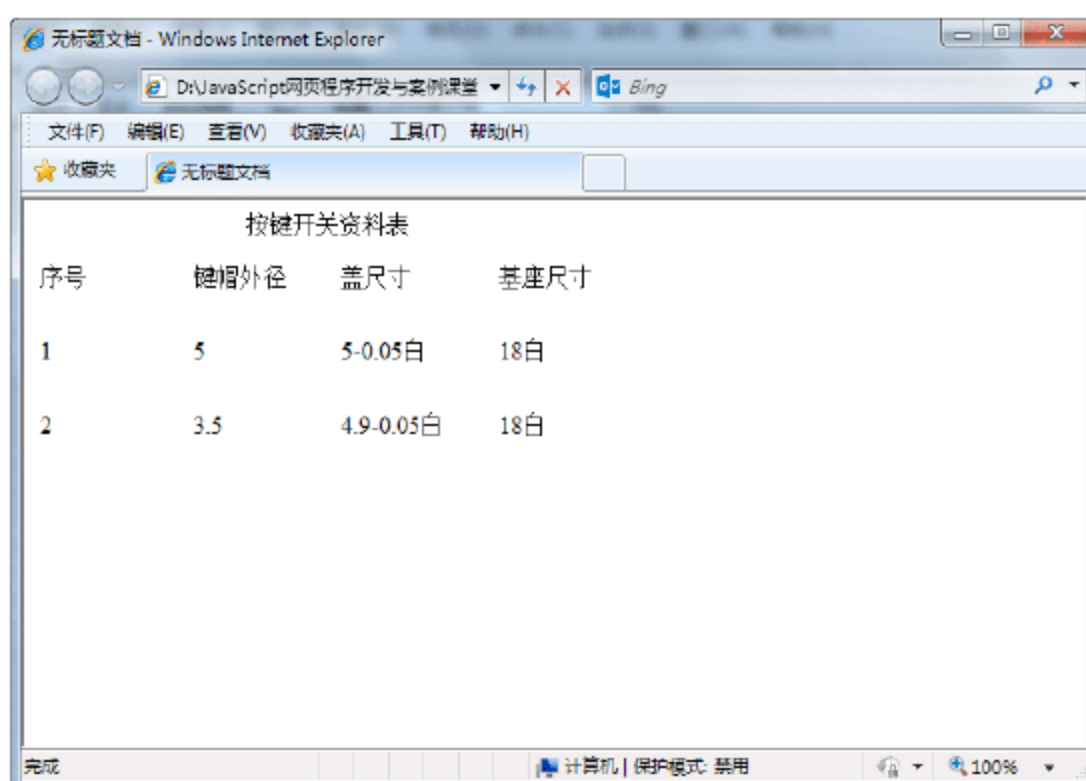 无标题文档 - Windows Internet Explorer
D:\JavaScript网页程序开发与案例课堂
Bing
文件(F) 编辑(E) 查看(V) 收藏夹(A) 工具(T) 帮助(H)
收藏夹 无标题文档
按键开关资料表
序号 键帽外径 盖尺寸 基座尺寸
1 5 5-0.05白 18白
2 3.5 4.9-0.05白 18白
完成 计算机 | 保护模式: 禁用 100%